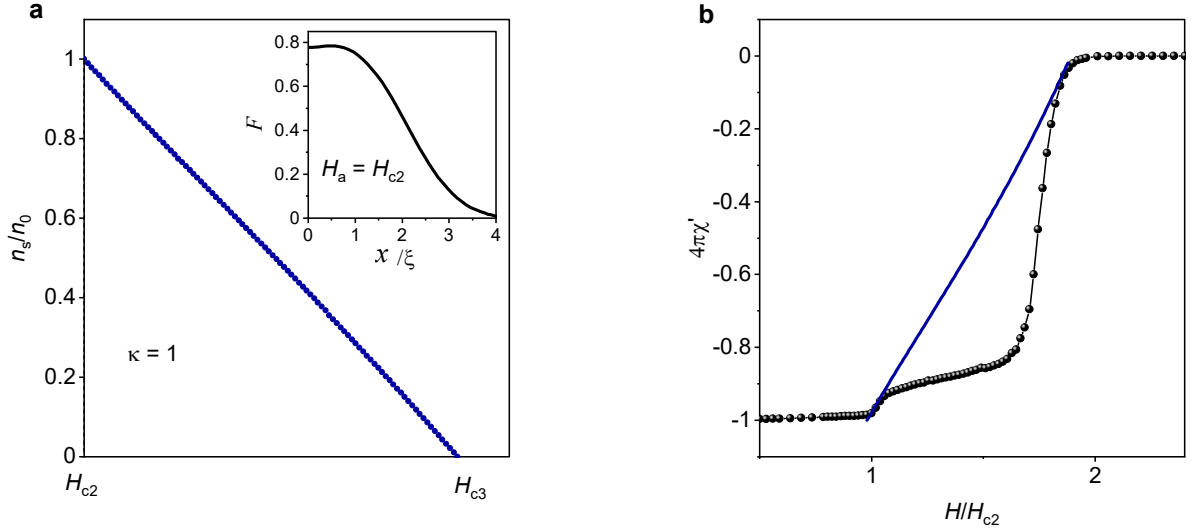 a
n_s/n_0
1
0.8
0.6
0.4
0.2
0
H_c2
H_c3
κ = 1
F
0.8
0.6
0.4
0.2
0
0 1 2 3 4
x /ξ
H_a = H_c2
b
4πχ'
0
-0.2
-0.4
-0.6
-0.8
-1
1 2
H/H_c2